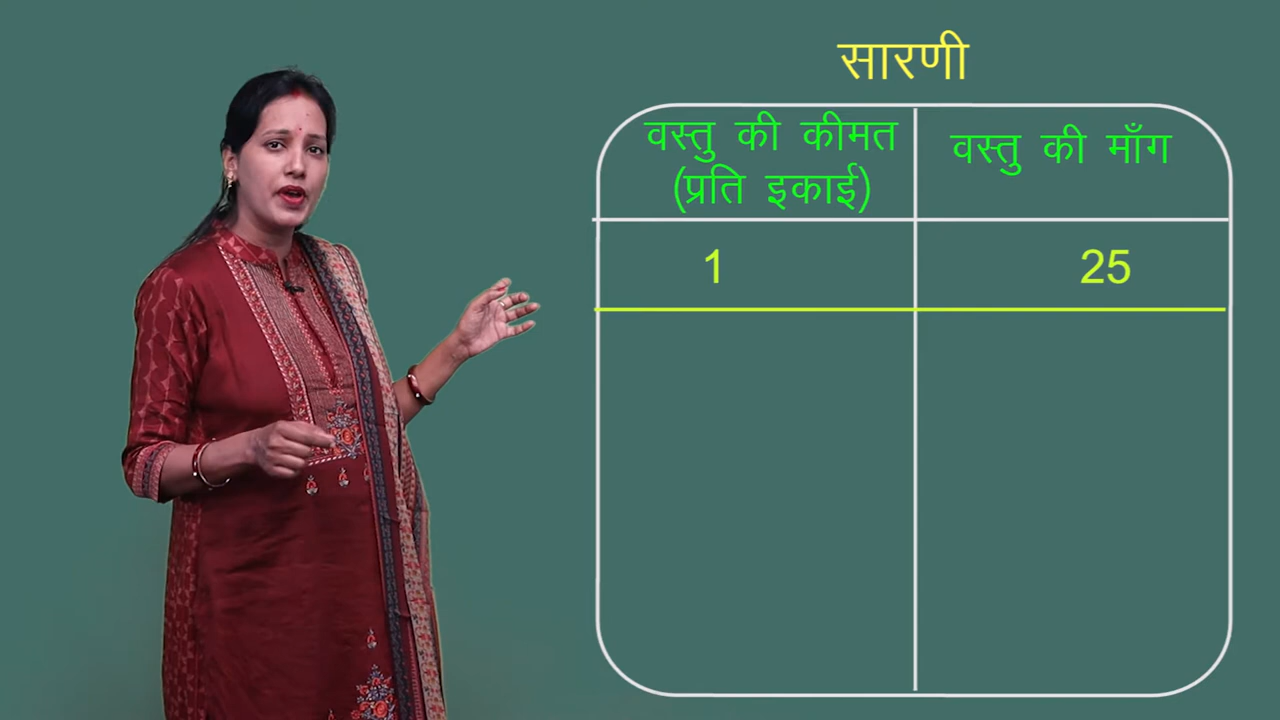 सारणी
वस्तु की कीमत
(प्रति इकाई)
वस्तु की माँग
1
25